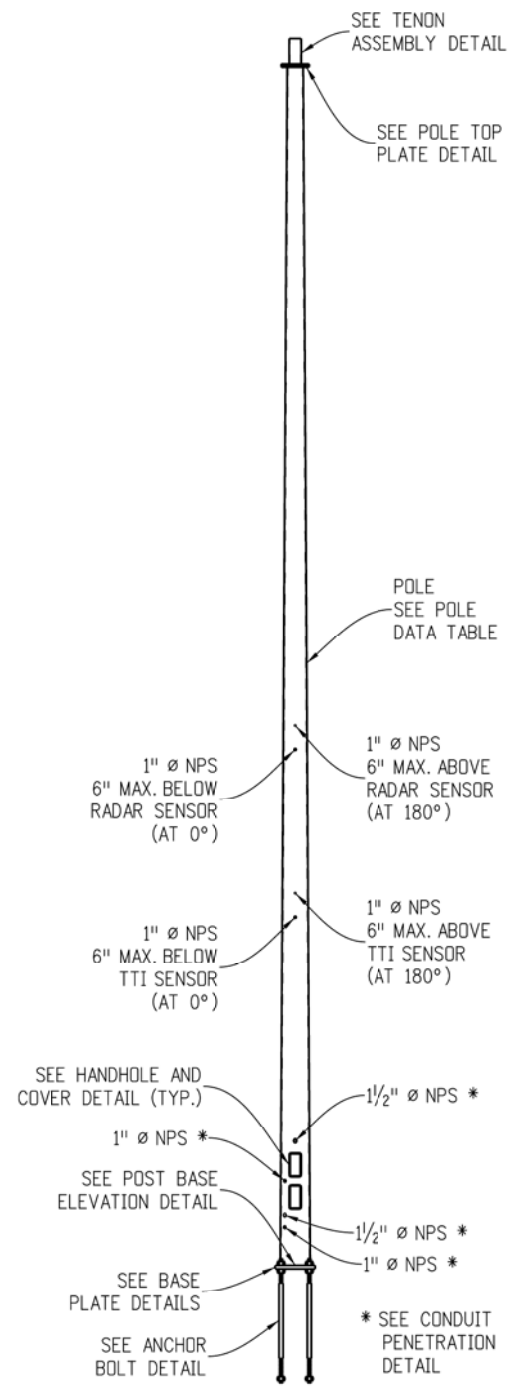 SEE TENON
ASSEMBLY DETAIL
SEE POLE TOP
PLATE DETAIL
POLE
SEE POLE
DATA TABLE
1" Ø NPS
6" MAX. BELOW
RADAR SENSOR
(AT 0°)
1" Ø NPS
6" MAX. ABOVE
RADAR SENSOR
(AT 180°)
1" Ø NPS
6" MAX. BELOW
TTI SENSOR
(AT 0°)
1" Ø NPS
6" MAX. ABOVE
TTI SENSOR
(AT 180°)
SEE HANDHOLE AND
COVER DETAIL (TYP.)
1½" Ø NPS *
1" Ø NPS *
SEE POST BASE
ELEVATION DETAIL
1½" Ø NPS *
1" Ø NPS *
SEE BASE
PLATE DETAILS
SEE ANCHOR
BOLT DETAIL
* SEE CONDUIT
PENETRATION
DETAIL